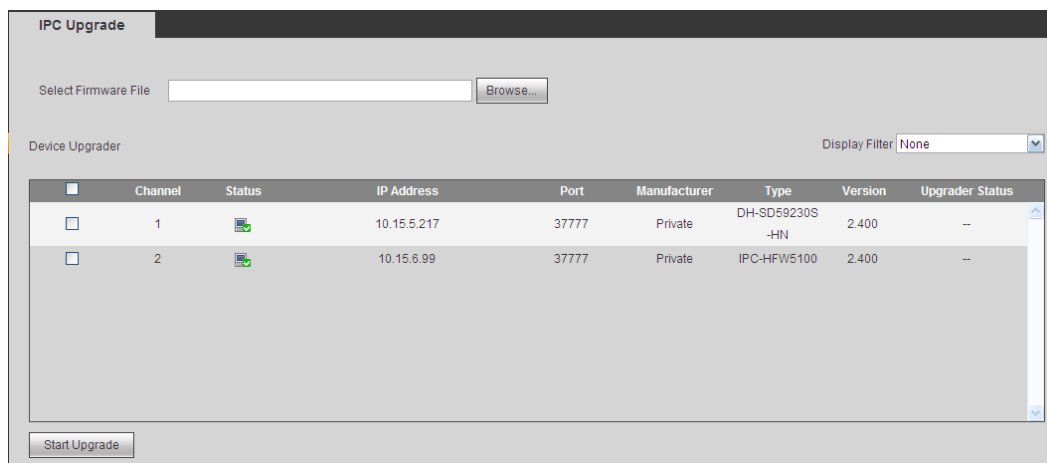 IPC Upgrade
Select Firmware File Browse...
Device Upgrader Display Filter None
Channel Status IP Address Port Manufacturer Type Version Upgrader Status
1 10.15.5.217 37777 Private DH-SD59230S-HN 2.400 --
2 10.15.6.99 37777 Private IPC-HFW5100 2.400 --
Start Upgrade